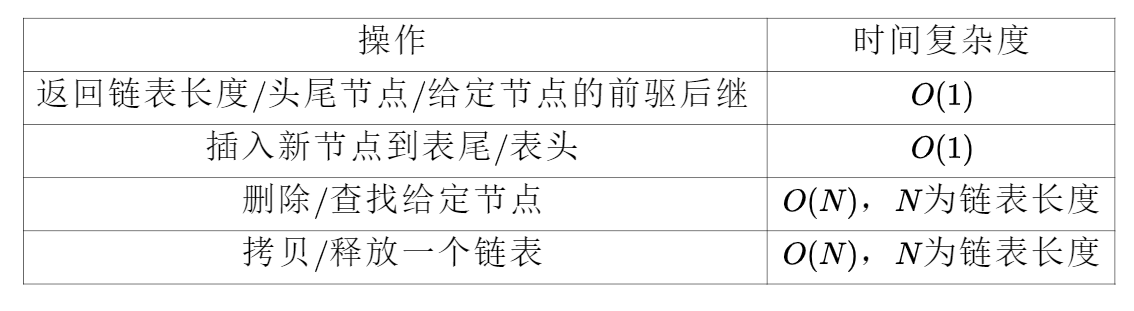 操作 时间复杂度
返回链表长度/头尾节点/给定节点的前驱后继 O(1)
插入新节点到表尾/表头 O(1)
删除/查找给定节点 O(N)，N为链表长度
拷贝/释放一个链表 O(N)，N为链表长度